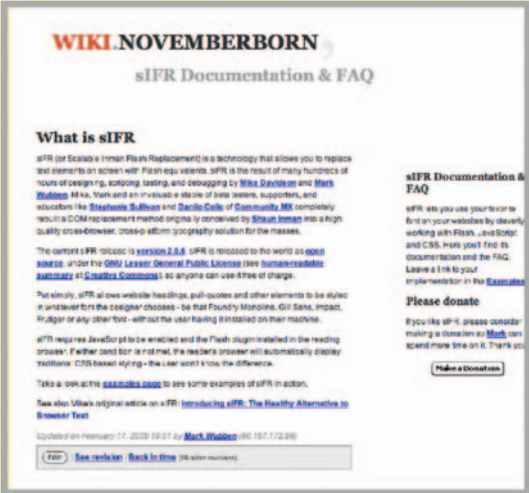 WIKI.NOVEMBERBORN,
sIFR Documentation & FAQ
What is sIFR
sIFR (or Scalable Inman Flash Replacement) is a technology that allows you to replace
text elements on screen with Flash equivalents. sIFR is the result of many hundreds of
hours of designing, scripting, testing, and debugging by Mike Davidson and Mark
Wubben. Mike, Mark and an invaluable stable of beta testers, supporters, and
educators like Stephanie Sullivan and Danilo Celic of Community MX completely
rebuilt a DOM replacement method originally conceived by Shaun Inman into a high
quality cross-browser, cross-platform typography solution for the masses.
The current sIFR release is version 2.0.5. sIFR is released to the world as open
source, under the GNU Lesser General Public License (see human-readable
summary at Creative Commons), so anyone can use it free of charge.
Put simply, sIFR allows website headings, pull-quotes and other elements to be styled
in whatever font the designer chooses - be that Foundry Monoline, Gill Sans, Impact,
Frutiger or any other font - without the user having it installed on their machine.
sIFR requires JavaScript to be enabled and the Flash plugin installed in the reading
browser. If either condition is not met, the reader's browser will automatically display
traditional CSS based styling - the user won't know the difference.
Take a look at the examples page to see some examples of sIFR in action.
See also Mike's original article on sIFR: Introducing sIFR: The Healthy Alternative to
Browser Text
Updated on February 17, 2009 19:51 by Mark Wubben
Edit | See revision | Back in time
sIFR Documentation &
FAQ
sIFR lets you use your favorite
font on your websites by cleverly
working with Flash, JavaScript
and CSS. Here you'll find its
documentation and the FAQ.
Leave a link to your
implementation in the Examples
Please donate
If you like sIFR, please consider
making a donation so Mark can
spend more time on it. Thank you
Make a Donation